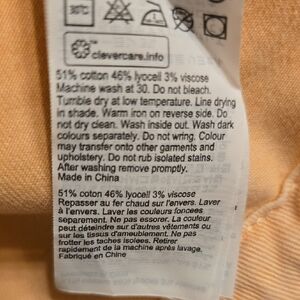 30°C
clevercare.info
51% cotton 46% lyocell 3% viscose
Machine wash at 30. Do not bleach.
Tumble dry at low temperature. Line drying
in shade. Warm iron on reverse side. Do
not dry clean. Wash inside out. Wash dark
colours separately. Do not wring. Colour
may transfer onto other garments and
upholstery. Do not rub isolated stains.
After washing remove promptly.
Made in China
51% coton 46% lyocell 3% viscose
Repasser au fer chaud sur l'envers. Laver
à l'envers. Laver les couleurs foncées
separement. Ne pas essorer. La couleur
peut déteindre sur d'autres vêtements ou
sur les tissus d'ameublement. Ne pas
frotter les taches isolées. Retirer
rapidement de la machine après lavage.
Fabriqué en Chine